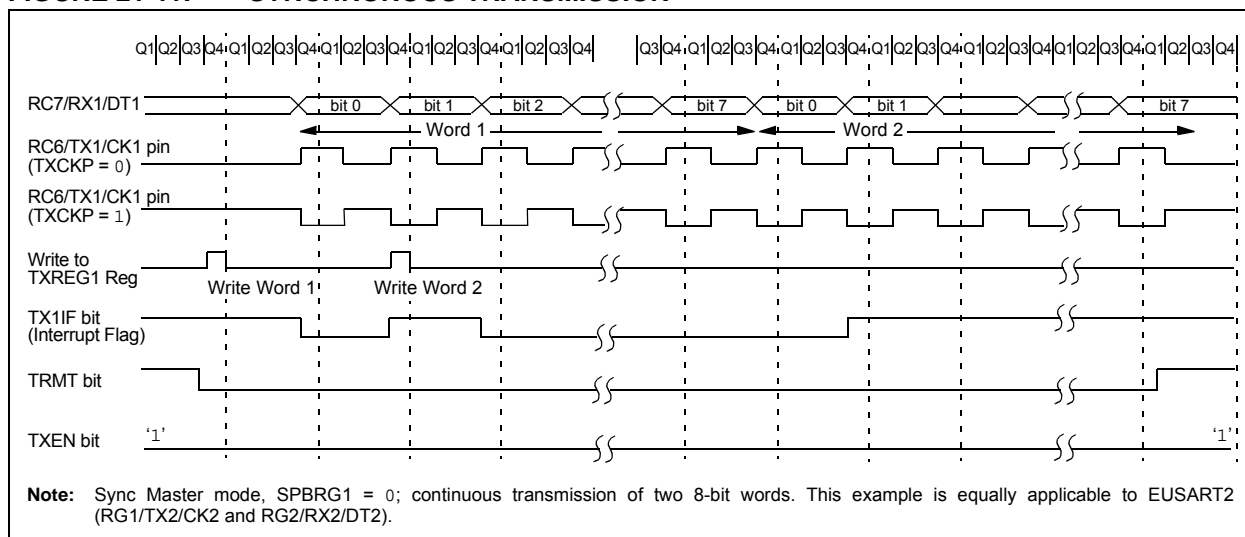 Q1 Q2 Q3 Q4 Q1 Q2 Q3 Q4 Q1 Q2 Q3 Q4 Q1 Q2 Q3 Q4 Q1 Q2 Q3 Q4 Q3 Q4 Q1 Q2 Q3 Q4 Q1 Q2 Q3 Q4 Q1 Q2 Q3 Q4 Q1 Q2 Q3 Q4 Q1 Q2 Q3 Q4 Q1 Q2 Q3 Q4
RC7/RX1/DT1 bit 0 bit 1 bit 2 bit 7 bit 0 bit 1 bit 7
Word 1 Word 2
RC6/TX1/CK1 pin
(TXCKP = 0)
RC6/TX1/CK1 pin
(TXCKP = 1)
Write to
TXREG1 Reg
Write Word 1 Write Word 2
TX1IF bit
(Interrupt Flag)
TRMT bit
TXEN bit ‘1’ ‘1’
Note: Sync Master mode, SPBRG1 = 0; continuous transmission of two 8-bit words. This example is equally applicable to EUSART2
(RG1/TX2/CK2 and RG2/RX2/DT2).